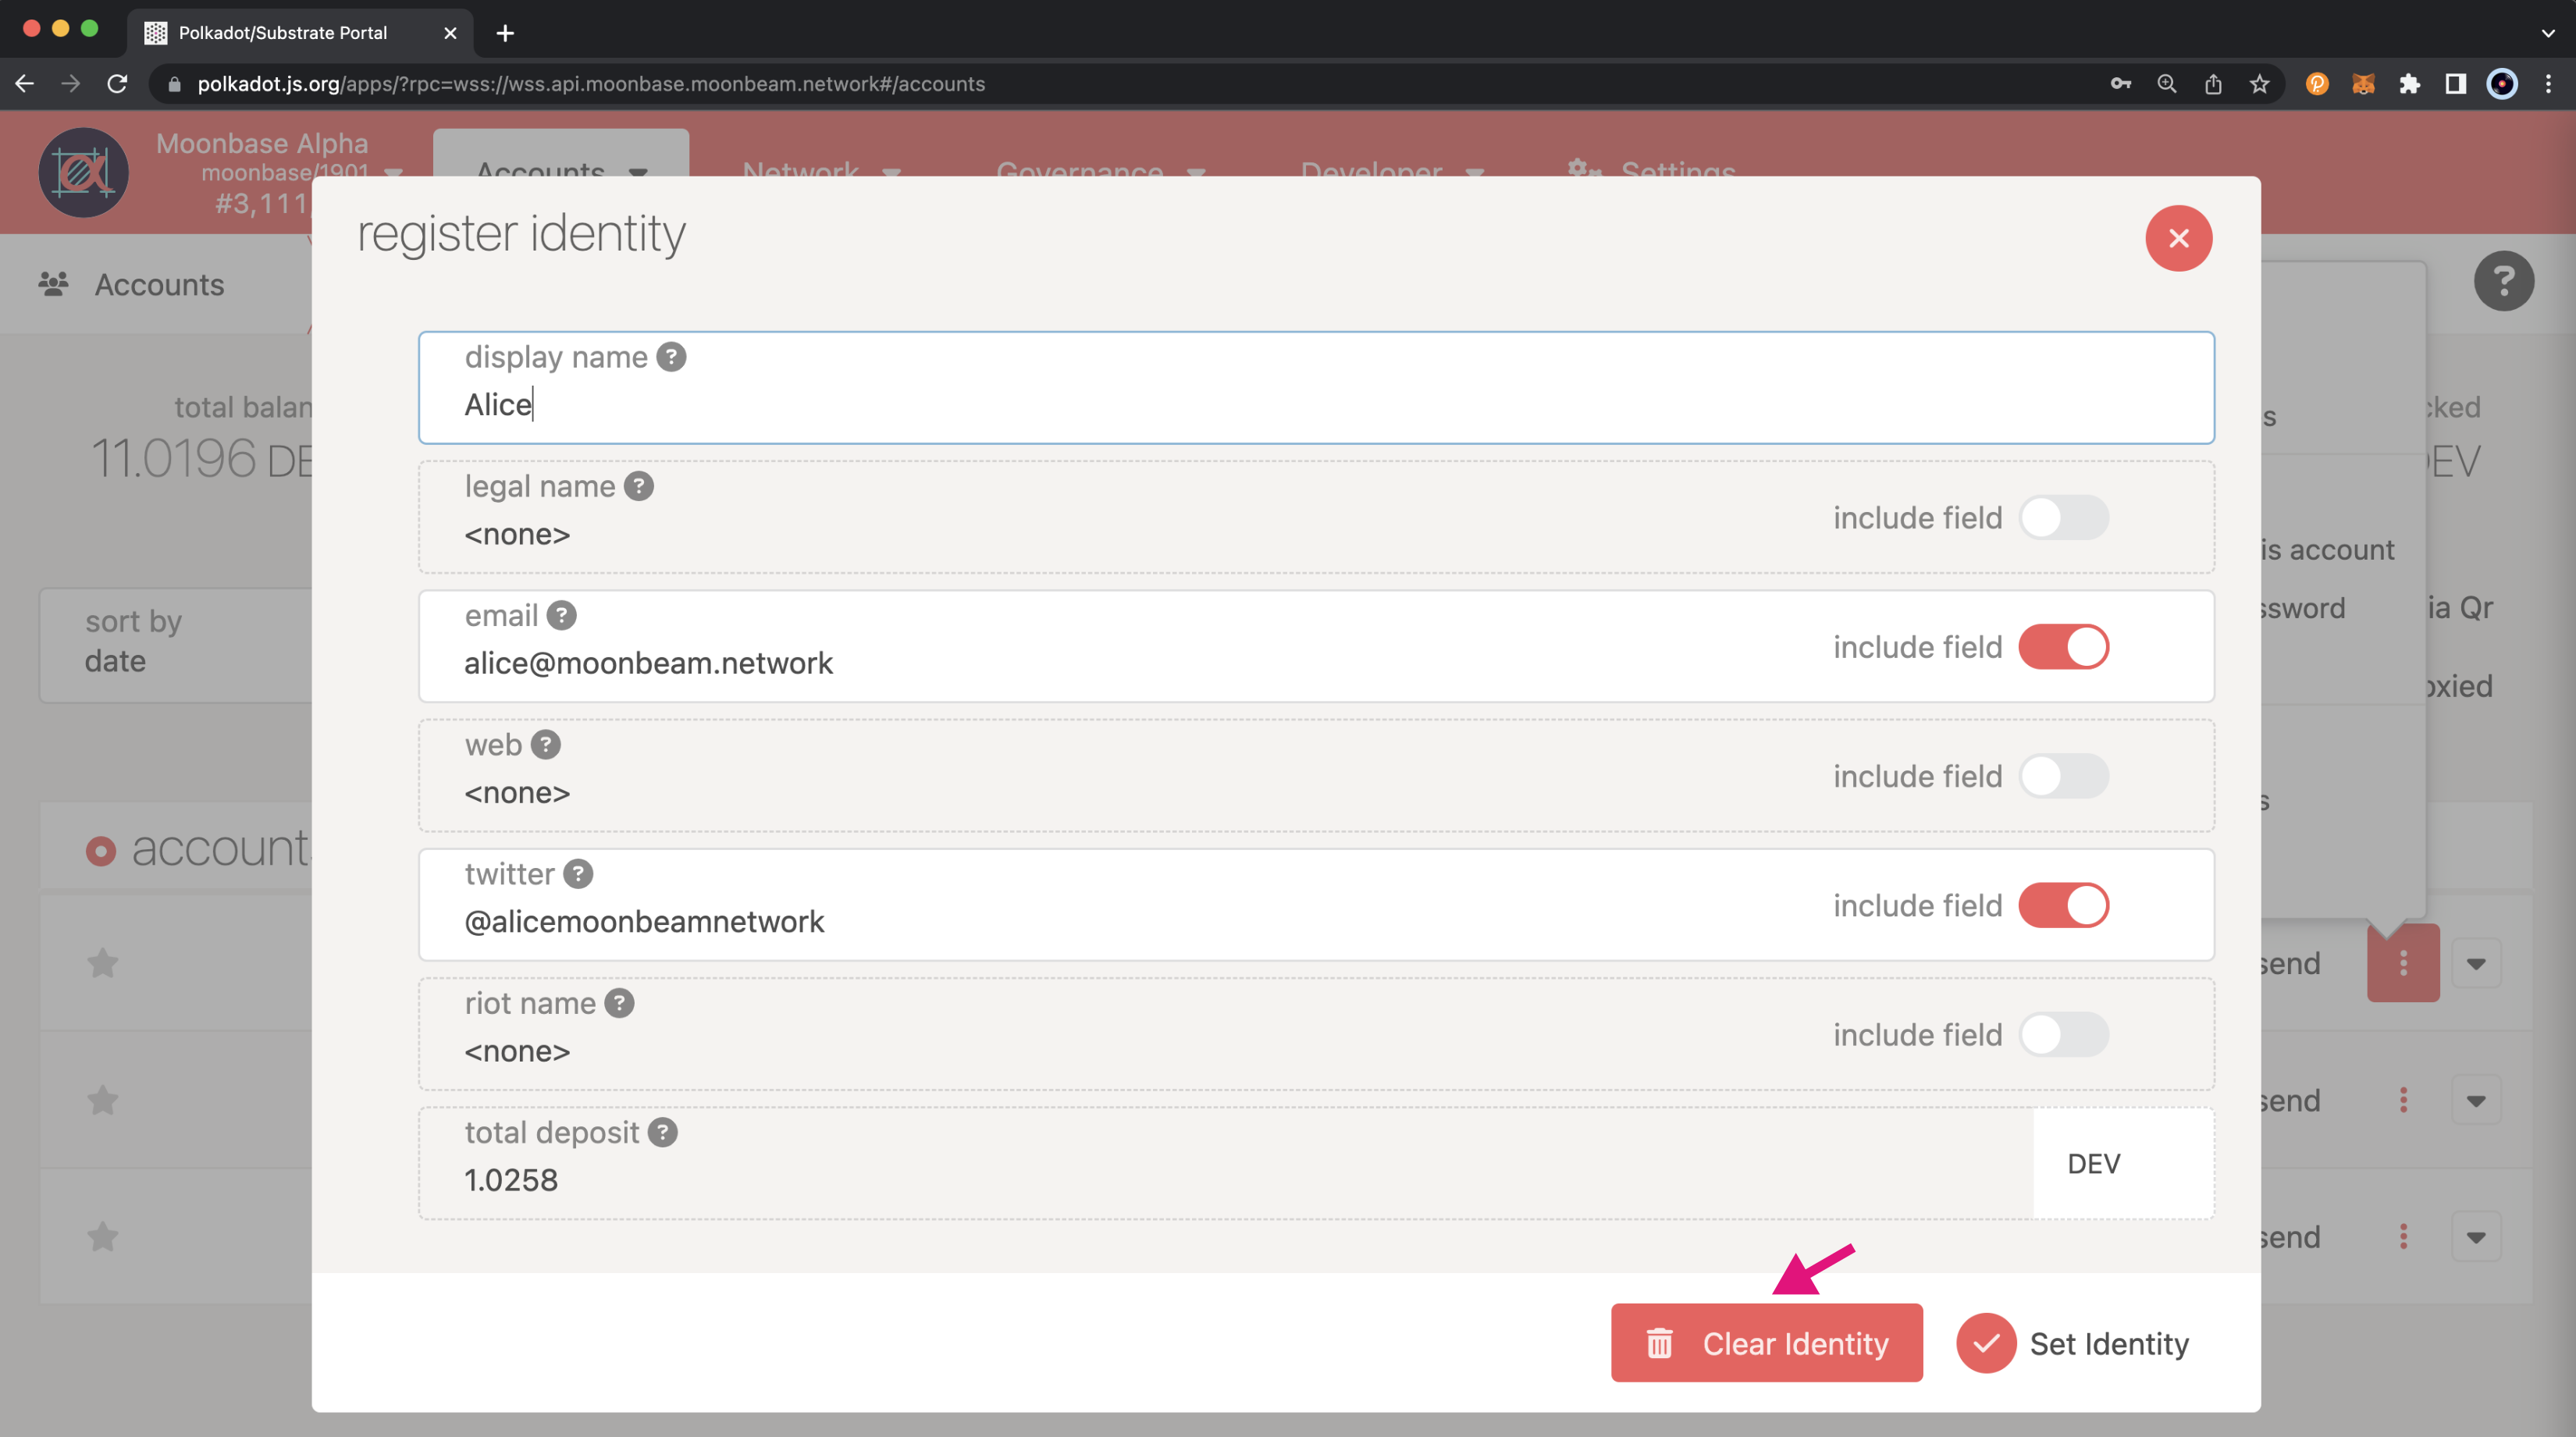 Polkadot/Substrate Portal
polkadot.js.org/apps/?rpc=wss://wss.api.moonbase.moonbeam.network#/accounts
Moonbase Alpha
moonbase/1901
#3,111,
Accounts
Network
Governance
Developer
Settings
Accounts
register identity
display name
Alice
legal name
<none>
include field
email
alice@moonbeam.network
include field
web
<none>
include field
twitter
@alicemoonbeamnetwork
include field
riot name
<none>
include field
total deposit
1.0258
DEV
Clear Identity
Set Identity
total balan
11.0196 DE
sort by
date
accounts
is account
ssword
ia Qr
oxied
cked
DEV
send
send
send